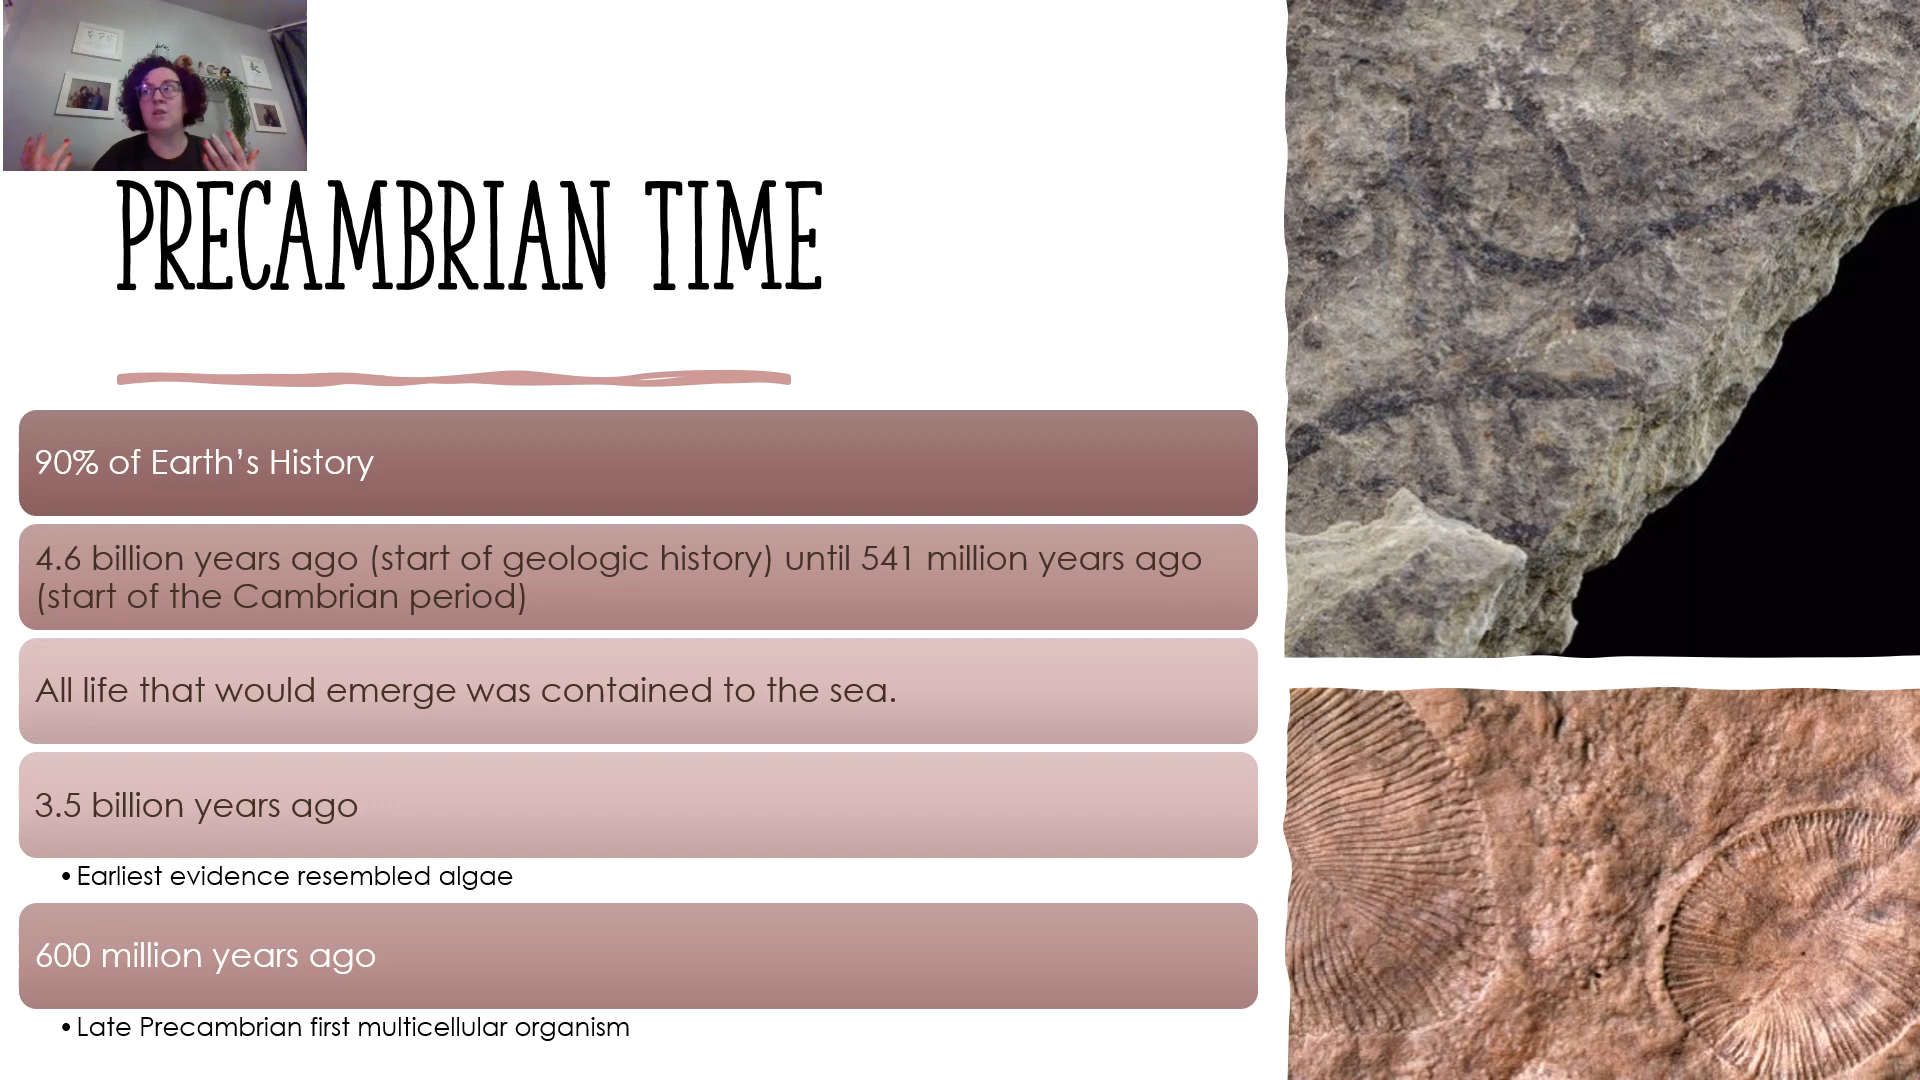 PRECAMBRIAN TIME
90% of Earth’s History
4.6 billion years ago (start of geologic history) until 541 million years ago
(start of the Cambrian period)
All life that would emerge was contained to the sea.
3.5 billion years ago
• Earliest evidence resembled algae
600 million years ago
• Late Precambrian first multicellular organism